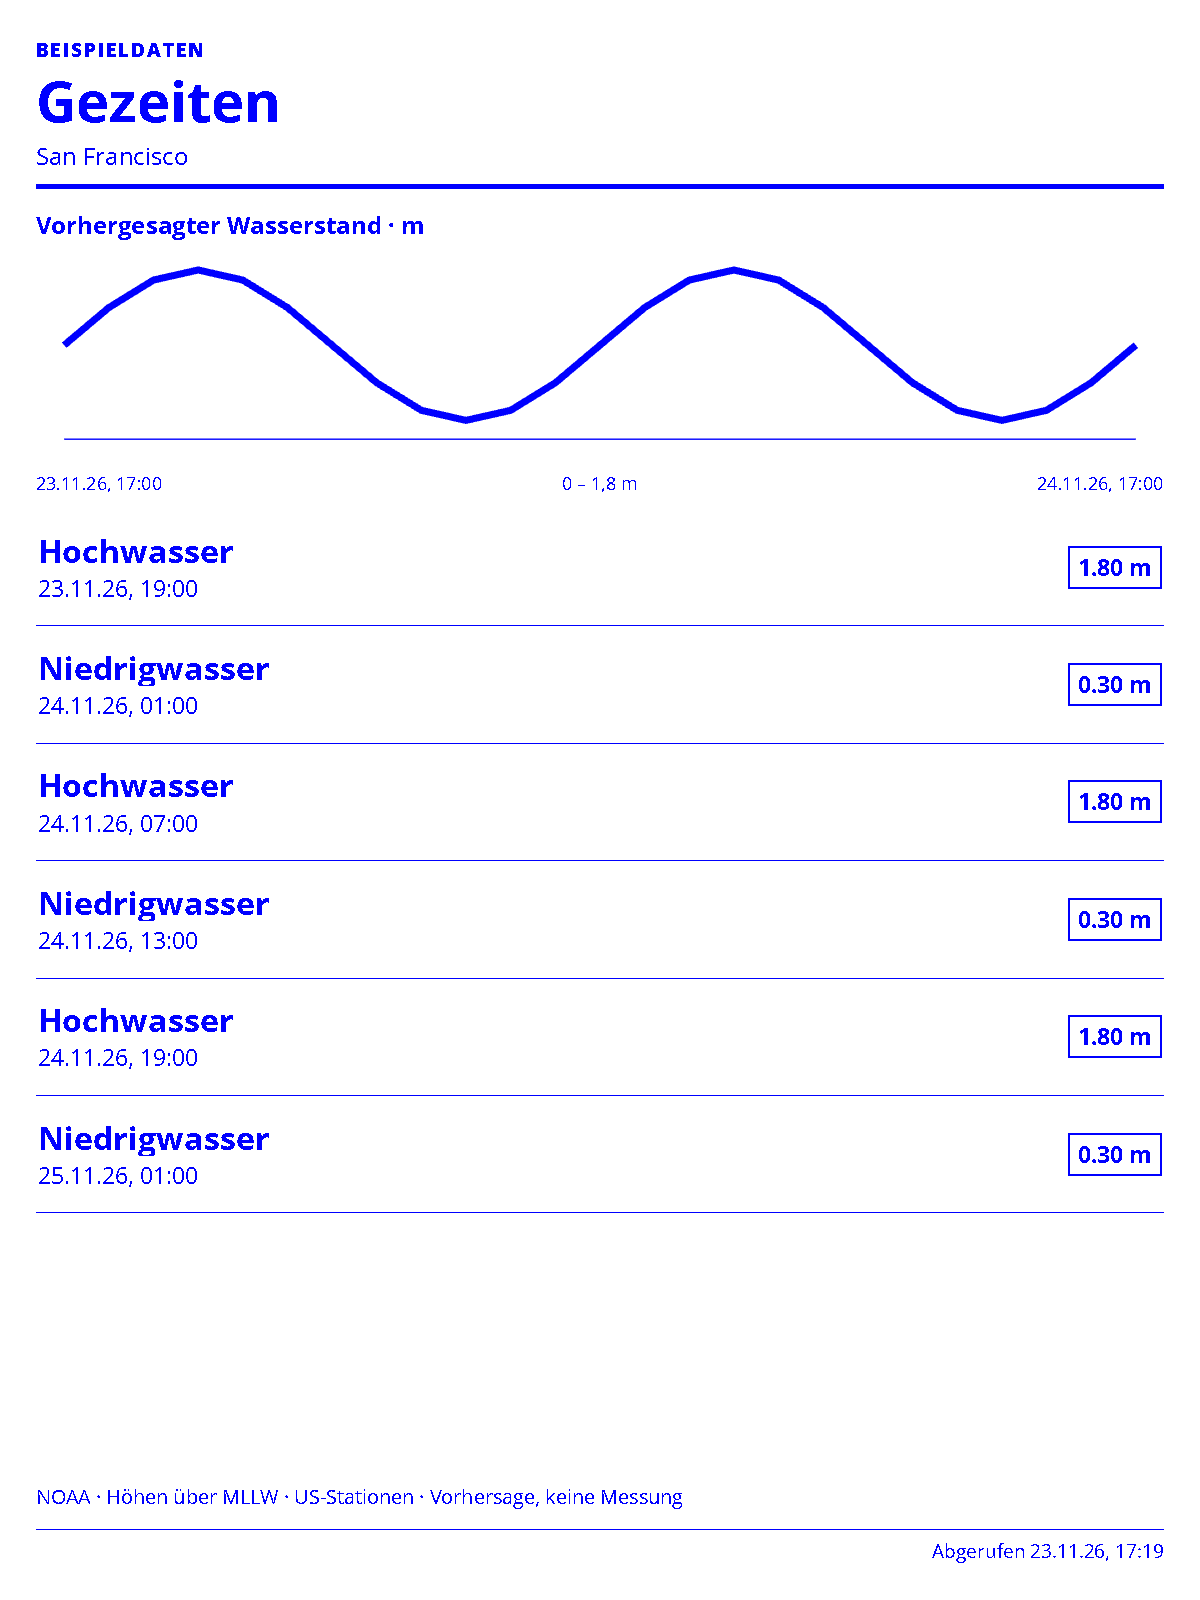 BEISPIELDATEN
Gezeiten
San Francisco
Vorhergesagter Wasserstand · m
23.11.26, 17:00 0 – 1,8 m 24.11.26, 17:00
Hochwasser
23.11.26, 19:00
1.80 m
Niedrigwasser
24.11.26, 01:00
0.30 m
Hochwasser
24.11.26, 07:00
1.80 m
Niedrigwasser
24.11.26, 13:00
0.30 m
Hochwasser
24.11.26, 19:00
1.80 m
Niedrigwasser
25.11.26, 01:00
0.30 m
NOAA · Höhen über MLLW · US-Stationen · Vorhersage, keine Messung
Abgerufen 23.11.26, 17:19